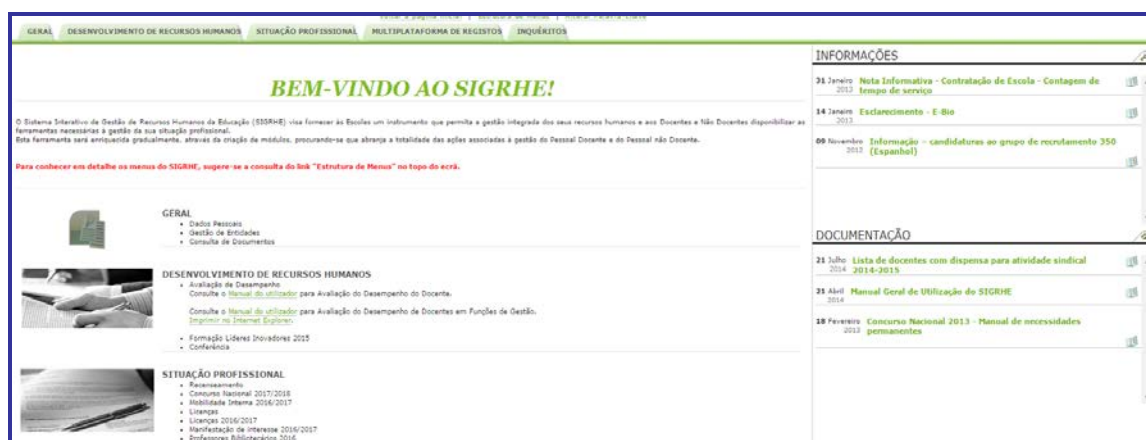 Voltar à página inicial | Estrutura de Menus | Alterar Palavra-Chave
GERAL
DESENVOLVIMENTO DE RECURSOS HUMANOS
SITUAÇÃO PROFISSIONAL
MULTIPLATAFORMA DE REGISTOS
INQUÉRITOS
BEM-VINDO AO SIGRHE!
O Sistema Interativo de Gestão de Recursos Humanos da Educação (SIGRHE) visa fornecer às Escolas um instrumento que permita a gestão integrada dos seus recursos humanos e aos Docentes e Não Docentes disponibilizar as
ferramentas necessárias à gestão da sua situação profissional.
Esta ferramenta será enriquecida gradualmente, através da criação de módulos, procurando-se que abranja a totalidade das ações associadas à gestão do Pessoal Docente e do Pessoal não Docente.
Para conhecer em detalhe os menus do SIGRHE, sugere-se a consulta do link "Estrutura de Menus" no topo do ecrã.
GERAL
• Dados Pessoais
• Gestão de Entidades
• Consulta de Documentos
DESENVOLVIMENTO DE RECURSOS HUMANOS
• Avaliação de Desempenho
Consulte o Manual do utilizador para Avaliação do Desempenho do Docente.
Consulte o Manual do utilizador para Avaliação do Desempenho de Docentes em Funções de Gestão.
Imprimir no Internet Explorer.
• Formação Líderes Inovadores 2015
• Conferência
SITUAÇÃO PROFISSIONAL
• Recenseamento
• Concurso Nacional 2017/2018
• Mobilidade Interna 2016/2017
• Licenças
• Licenças 2016/2017
• Manifestação de interesse 2016/2017
• Professores Bibliotecários 2016
INFORMAÇÕES
31 Janeiro 2013 Nota Informativa - Contratação de Escola - Contagem de
tempo de serviço
14 Janeiro 2013 Esclarecimento - E-Bio
09 Novembro 2012 Informação - candidaturas ao grupo de recrutamento 350
(Espanhol)
DOCUMENTAÇÃO
21 Julho 2014 Lista de docentes com dispensa para atividade sindical
2014-2015
21 Abril 2014 Manual Geral de Utilização do SIGRHE
18 Fevereiro 2013 Concurso Nacional 2013 - Manual de necessidades
permanentes